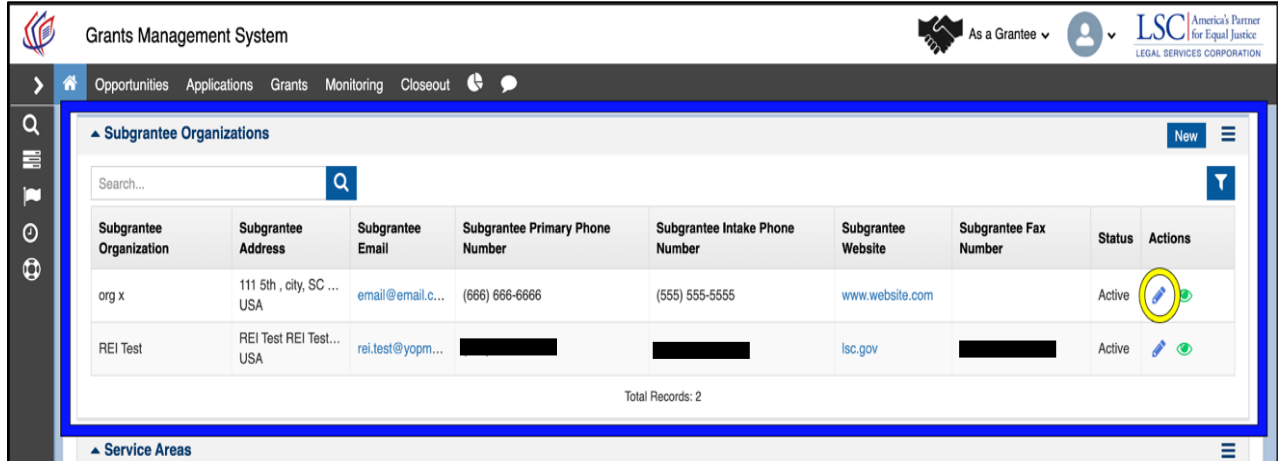 Grants Management System
As a Grantee
LSC America's Partner
for Equal Justice
LEGAL SERVICES CORPORATION
Opportunities Applications Grants Monitoring Closeout
Subgrantee Organizations New
Search...
Subgrantee Organization Subgrantee Address Subgrantee Email Subgrantee Primary Phone Number Subgrantee Intake Phone Number Subgrantee Website Subgrantee Fax Number Status Actions
org x 111 5th , city, SC ... USA email@email.c... (666) 666-6666 (555) 555-5555 www.website.com Active
REI Test REI Test REI Test... USA rei.test@yopm... lsc.gov Active
Total Records: 2
Service Areas